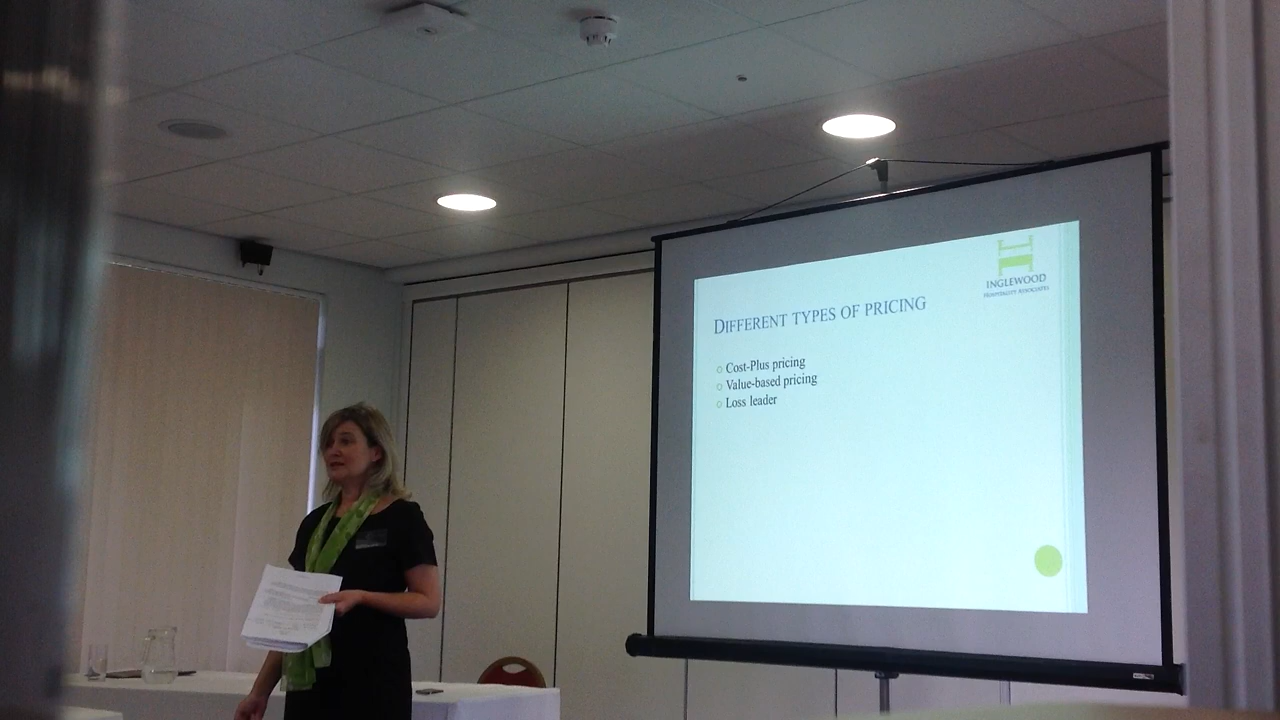 INGLEWOOD
HOSPITALITY ASSOCIATES
DIFFERENT TYPES OF PRICING
Cost-Plus pricing
Value-based pricing
Loss leader